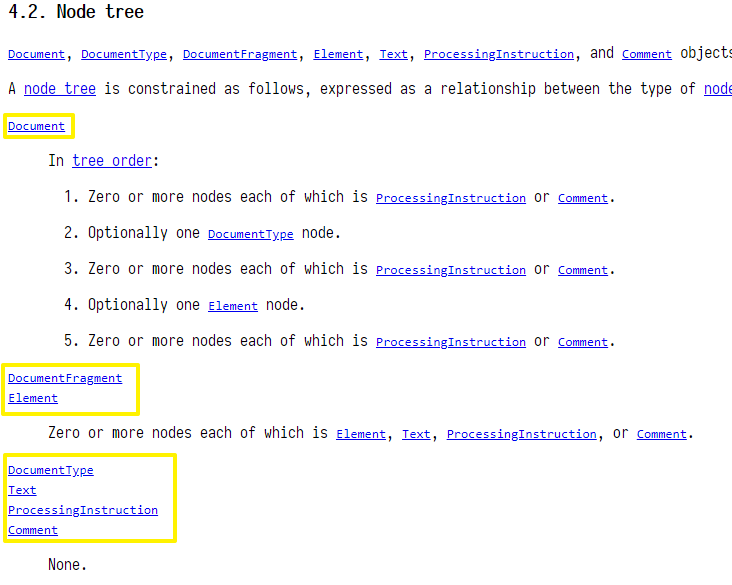 4.2. Node tree
Document, DocumentType, DocumentFragment, Element, Text, ProcessingInstruction, and Comment objects
A node tree is constrained as follows, expressed as a relationship between the type of node
Document
In tree order:
1. Zero or more nodes each of which is ProcessingInstruction or Comment.
2. Optionally one DocumentType node.
3. Zero or more nodes each of which is ProcessingInstruction or Comment.
4. Optionally one Element node.
5. Zero or more nodes each of which is ProcessingInstruction or Comment.
DocumentFragment
Element
Zero or more nodes each of which is Element, Text, ProcessingInstruction, or Comment.
DocumentType
Text
ProcessingInstruction
Comment
None.